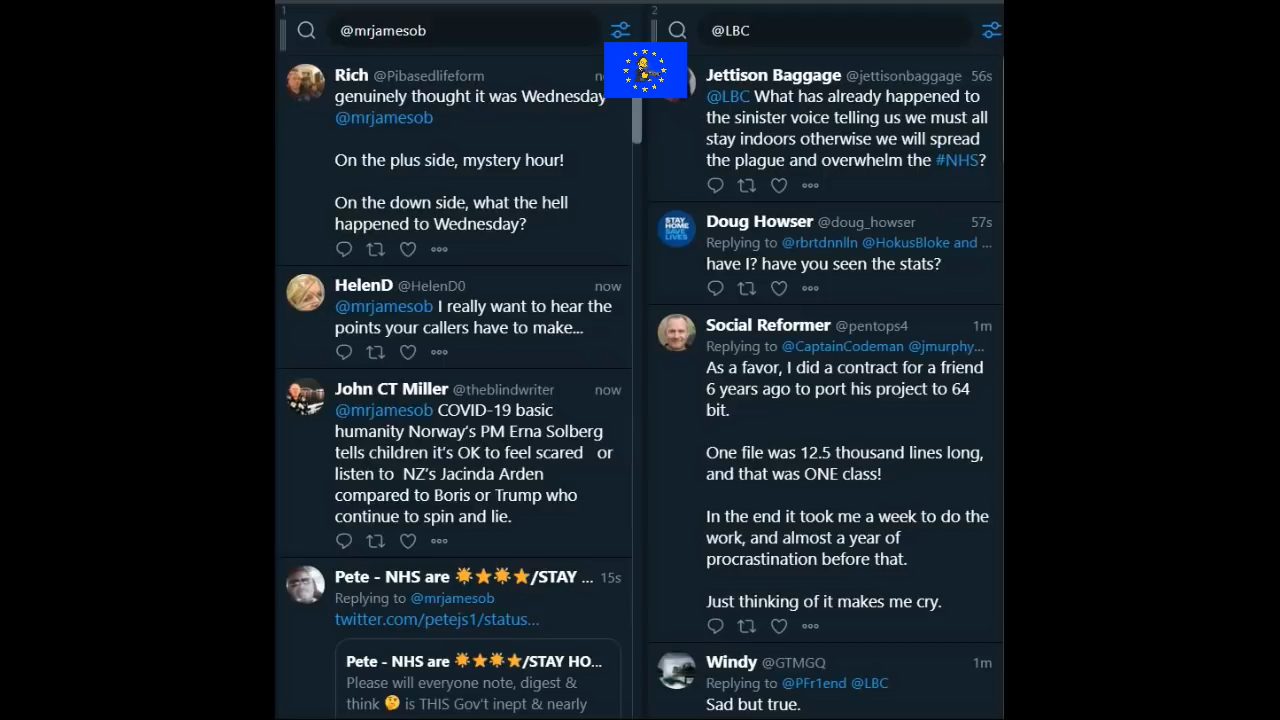 1
@mrjamesob
Rich @Pibasedlifeform
genuinely thought it was Wednesday
@mrjamesob
On the plus side, mystery hour!
On the down side, what the hell
happened to Wednesday?
HelenD @HelenD0 now
@mrjamesob I really want to hear the
points your callers have to make...
John CT Miller @theblindwriter now
@mrjamesob COVID-19 basic
humanity Norway's PM Erna Solberg
tells children it's OK to feel scared or
listen to NZ's Jacinda Arden
compared to Boris or Trump who
continue to spin and lie.
Pete - NHS are 🌟⭐🌟⭐/STAY ... 15s
Replying to @mrjamesob
twitter.com/petejs1/status...
Pete - NHS are 🌟⭐🌟⭐/STAY HO...
Please will everyone note, digest &
think 🤔 is THIS Gov't inept & nearly
2
@LBC
Jettison Baggage @jettisonbaggage 56s
@LBC What has already happened to
the sinister voice telling us we must all
stay indoors otherwise we will spread
the plague and overwhelm the #NHS?
STAY
HOME
SAVE
LIVES
Doug Howser @doug_howser 57s
Replying to @rbrtdnnlln @HokusBloke and ...
have I? have you seen the stats?
Social Reformer @pentops4 1m
Replying to @CaptainCodeman @jmurphy...
As a favor, I did a contract for a friend
6 years ago to port his project to 64
bit.
One file was 12.5 thousand lines long,
and that was ONE class!
In the end it took me a week to do the
work, and almost a year of
procrastination before that.
Just thinking of it makes me cry.
Windy @GTMGQ 1m
Replying to @PFr1end @LBC
Sad but true.